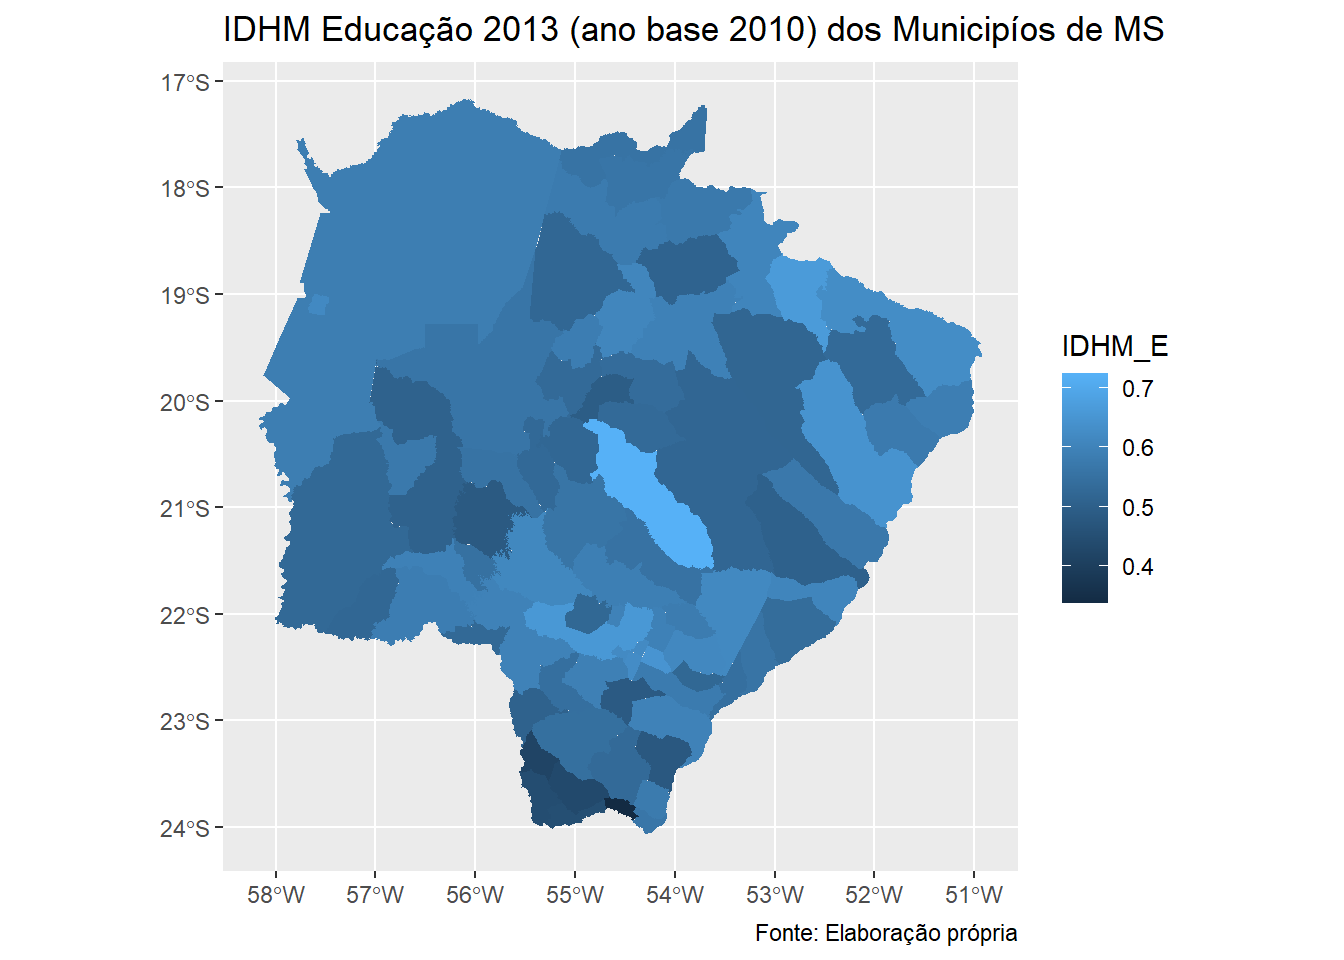 IDHM Educação 2013 (ano base 2010) dos Municipíos de MS
17°S
18°S
19°S
20°S
21°S
22°S
23°S
24°S
58°W 57°W 56°W 55°W 54°W 53°W 52°W 51°W
IDHM_E
0.7
0.6
0.5
0.4
Fonte: Elaboração própria